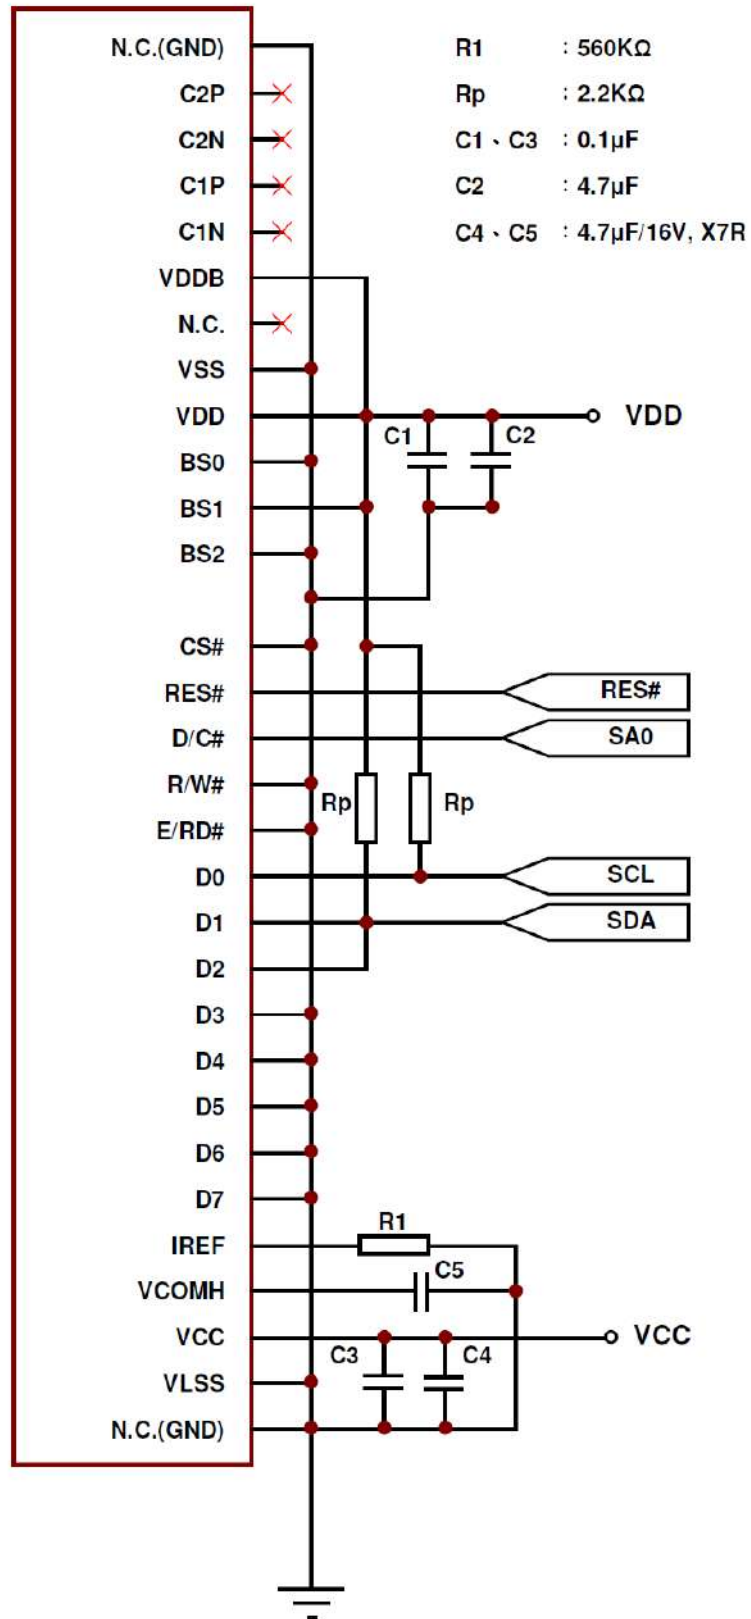 N.C.(GND)
C2P
C2N
C1P
C1N
VDDB
N.C.
VSS
VDD
BS0
BS1
BS2
CS#
RES#
D/C#
R/W#
E/RD#
D0
D1
D2
D3
D4
D5
D6
D7
IREF
VCOMH
VCC
VLSS
N.C.(GND)
R1 : 560KΩ
Rp : 2.2KΩ
C1、C3 : 0.1μF
C2 : 4.7μF
C4、C5 : 4.7μF/16V, X7R
VDD
C1
C2
RES#
SA0
Rp
Rp
SCL
SDA
R1
C5
VCC
C3
C4